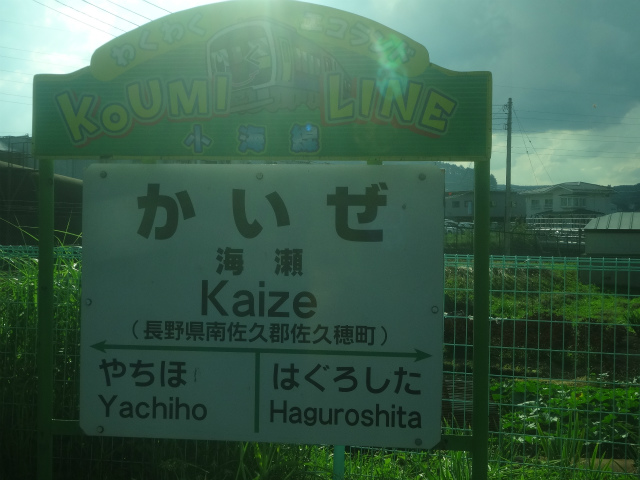 わくわく
KOUMI LINE
小海線
かいぜ
海瀬
Kaize
(長野県南佐久郡佐久穂町)
やちほ はぐろした
Yachiho Haguroshita